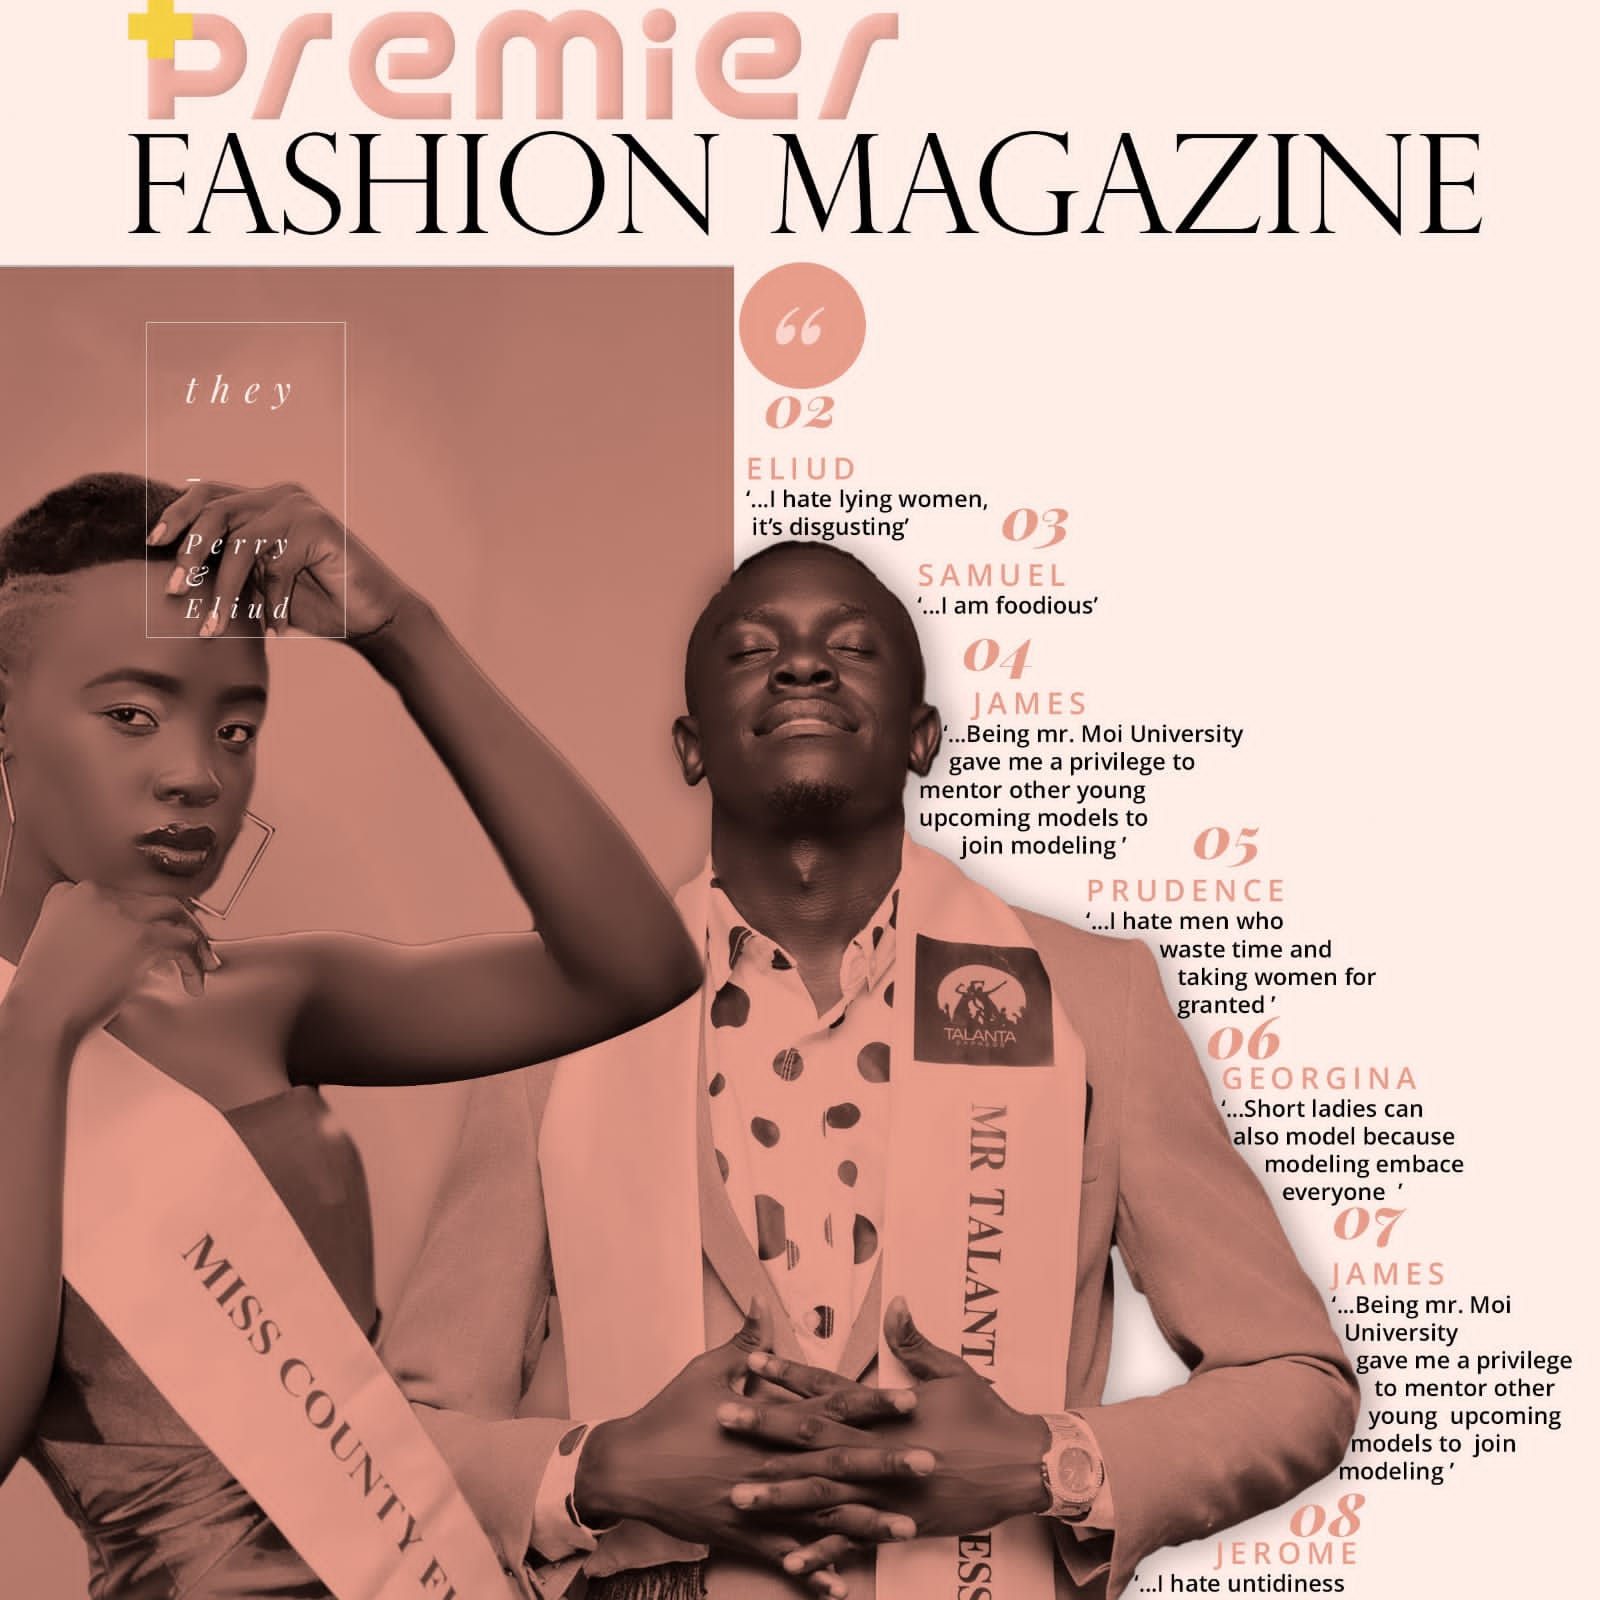 premier
FASHION MAGAZINE
they
-
Perry
&
Eliud
“
02
ELIUD
‘...I hate lying women,
it’s disgusting’
03
SAMUEL
‘...I am foodious’
04
JAMES
‘...Being mr. Moi University
gave me a privilege to
mentor other young
upcoming models to
join modeling ’
05
PRUDENCE
‘...I hate men who
waste time and
taking women for
granted ’
06
GEORGINA
‘...Short ladies can
also model because
modeling embace
everyone ’
07
JAMES
‘...Being mr. Moi
University
gave me a privilege
to mentor other
young upcoming
models to join
modeling ’
08
JEROME
‘...I hate untidiness
TALANTA
MR TALANT
ESS
MISS COUNTY